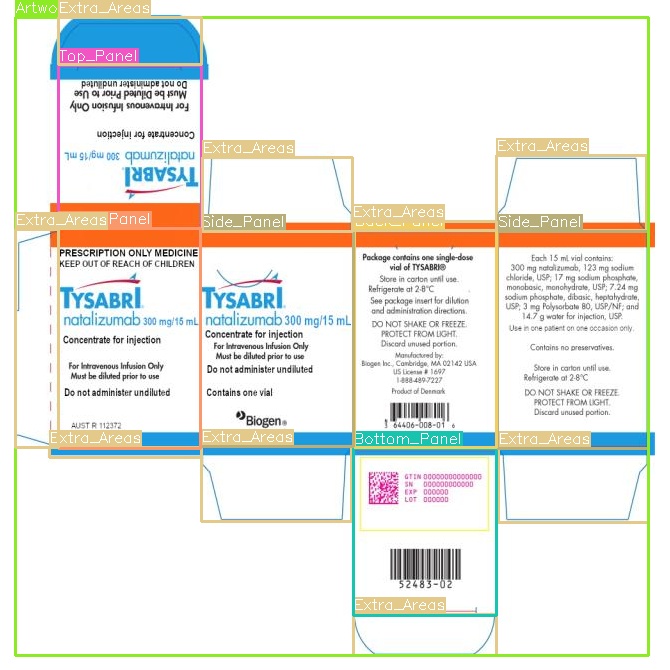 Artwo
Extra_Areas
Top_Panel
Do not administer undiluted
Must be Diluted Prior to Use
For Intravenous Infusion Only
Concentrate for injection
natalizumab 300 mg/15 mL
TYSABRI
Extra_Areas
Extra_Areas
Extra_Areas
Panel
PRESCRIPTION ONLY MEDICINE
KEEP OUT OF REACH OF CHILDREN
TYSABRI
natalizumab 300 mg/15 mL
Concentrate for injection
For Intravenous Infusion Only
Must be diluted prior to use
Do not administer undiluted
AUST R 112372
Extra_Areas
Side_Panel
TYSABRI
natalizumab 300 mg/15 mL
Concentrate for injection
For Intravenous Infusion Only
Must be diluted prior to use
Do not administer undiluted
Contains one vial
Biogen®
Extra_Areas
Extra_Areas
Back_Panel
Package contains one single-dose
vial of TYSABRI®
Store in carton until use.
Refrigerate at 2-8°C
See package insert for dilution
and administration directions.
DO NOT SHAKE OR FREEZE.
PROTECT FROM LIGHT.
Discard unused portion.
Manufactured by:
Biogen Inc., Cambridge, MA 02142 USA
US License # 1697
1-888-489-7227
Product of Denmark
3 64406-008-01 6
Side_Panel
Each 15 mL vial contains:
300 mg natalizumab, 123 mg sodium
chloride, USP; 17 mg sodium phosphate,
monobasic, monohydrate, USP; 7.24 mg
sodium phosphate, dibasic, heptahydrate,
USP; 3 mg Polysorbate 80, USP/NF; and
14.7 g water for injection, USP.
Use in one patient on one occasion only.
Contains no preservatives.
Store in carton until use.
Refrigerate at 2-8°C
DO NOT SHAKE OR FREEZE.
PROTECT FROM LIGHT.
Discard unused portion.
Extra_Areas
Bottom_Panel
GTIN 00000000000000
SN 000000000000
EXP 000000
LOT 000000
52483-02
Extra_Areas